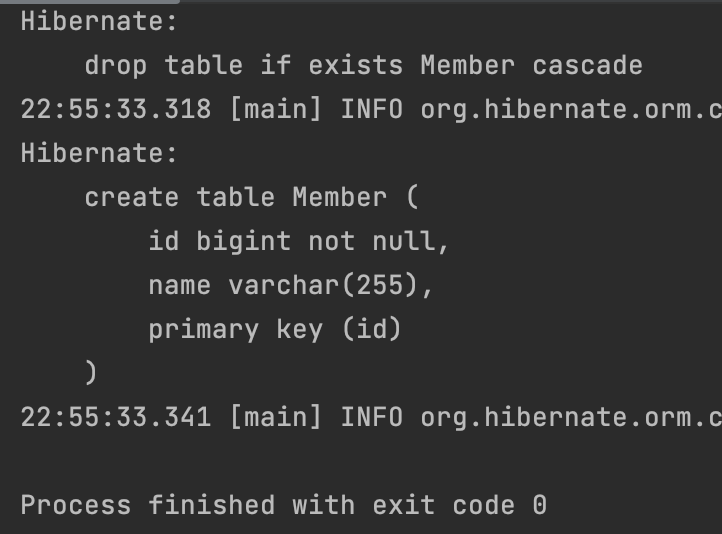 Hibernate:
    drop table if exists Member cascade
22:55:33.318 [main] INFO org.hibernate.orm.c
Hibernate:
    create table Member (
        id bigint not null,
        name varchar(255),
        primary key (id)
    )
22:55:33.341 [main] INFO org.hibernate.orm.c
Process finished with exit code 0